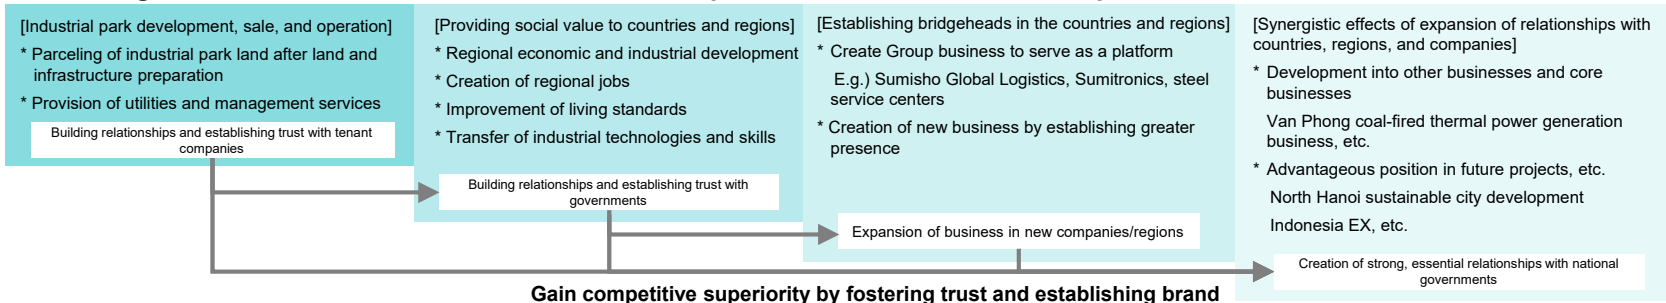 [Industrial park development, sale, and operation]
* Parceling of industrial park land after land and
infrastructure preparation
* Provision of utilities and management services
Building relationships and establishing trust with tenant
companies
[Providing social value to countries and regions]
* Regional economic and industrial development
* Creation of regional jobs
* Improvement of living standards
* Transfer of industrial technologies and skills
Building relationships and establishing trust with
governments
[Establishing bridgeheads in the countries and regions]
* Create Group business to serve as a platform
E.g.) Sumisho Global Logistics, Sumitronics, steel
service centers
* Creation of new business by establishing greater
presence
Expansion of business in new companies/regions
[Synergistic effects of expansion of relationships with
countries, regions, and companies]
* Development into other businesses and core
businesses
Van Phong coal-fired thermal power generation
business, etc.
* Advantageous position in future projects, etc.
North Hanoi sustainable city development
Indonesia EX, etc.
Creation of strong, essential relationships with national
governments
Gain competitive superiority by fostering trust and establishing brand